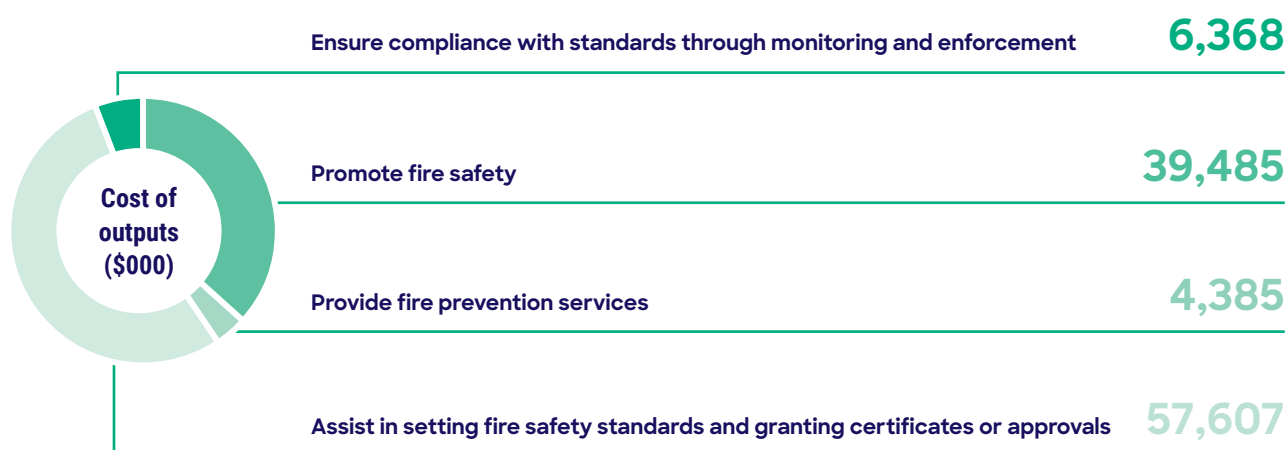 Ensure compliance with standards through monitoring and enforcement 6,368
Promote fire safety 39,485
Cost of
outputs
($000)
Provide fire prevention services 4,385
Assist in setting fire safety standards and granting certificates or approvals 57,607